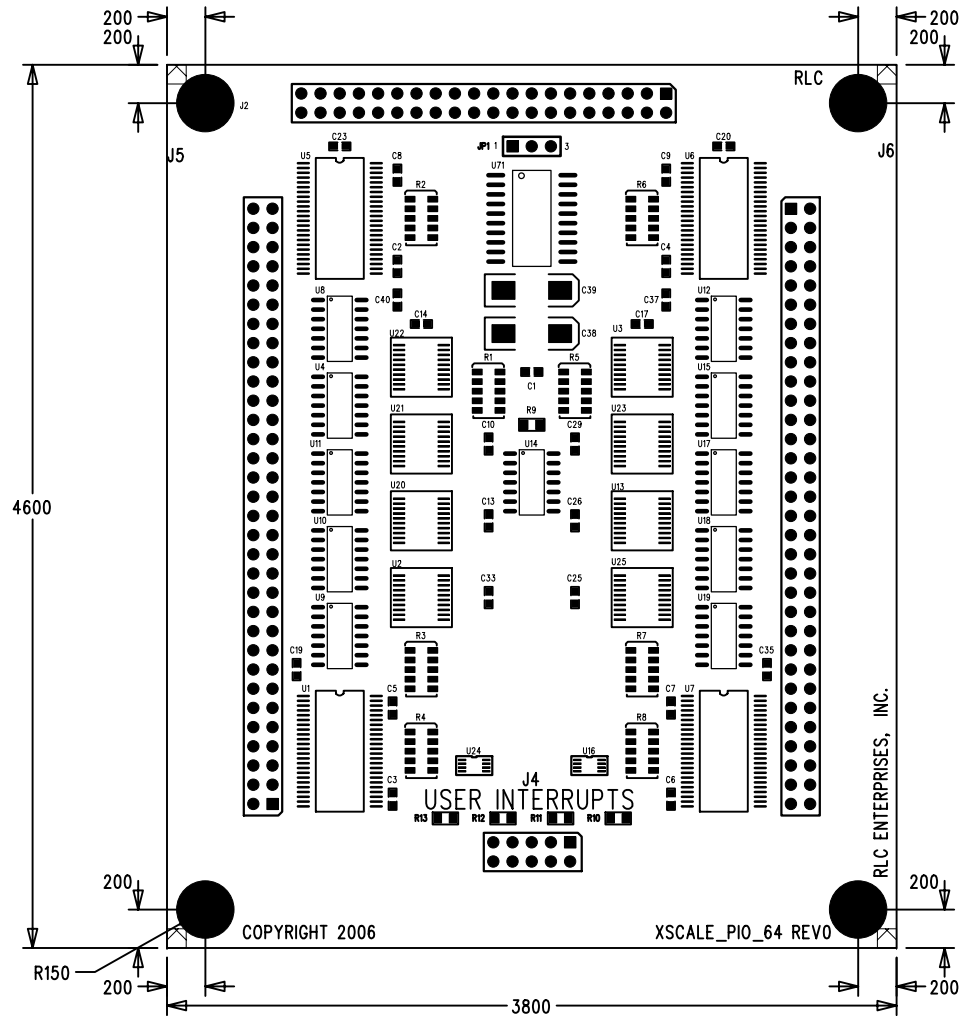 200
200
200
200
RLC
J2
J5
J6
C23
C20
JP1 1 3
U5
C8
U71
C9
U6
R2
R6
C2
C4
C39
C40
C37
U8
U12
C14
C17
C38
U22
U3
R1
R5
U4
C1
U15
U21
R9
U23
C10
C29
U11
U14
U17
U20
U13
C13
C26
U10
U18
U2
U25
C33
C25
U9
U19
4600
R3
R7
C19
C35
U1
C5
C7
U7
R4
R8
U24
U16
C3
J4
C6
USER INTERRUPTS
R13
R12
R11
R10
RLC ENTERPRISES, INC.
200
200
COPYRIGHT 2006
XSCALE_PIO_64 REV0
R150
200
200
3800